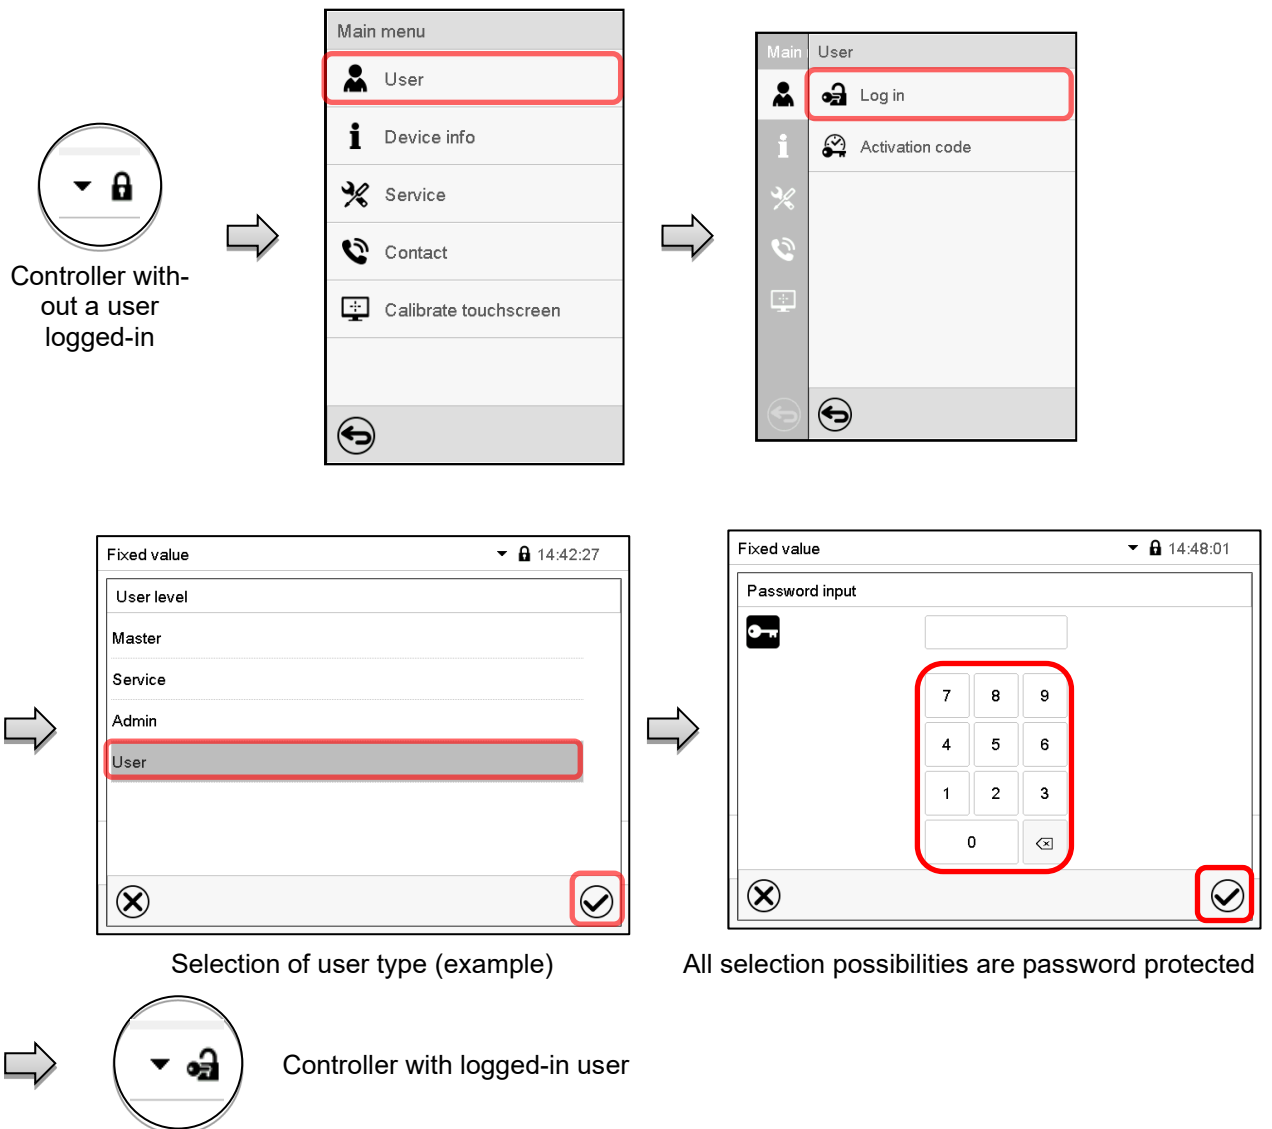 Controller with-
out a user
logged-in
Main menu
User
Device info
Service
Contact
Calibrate touchscreen
Main
User
Log in
Activation code
Fixed value
14:42:27
User level
Master
Service
Admin
User
Selection of user type (example)
Fixed value
14:48:01
Password input
7 8 9
4 5 6
1 2 3
0
All selection possibilities are password protected
Controller with logged-in user